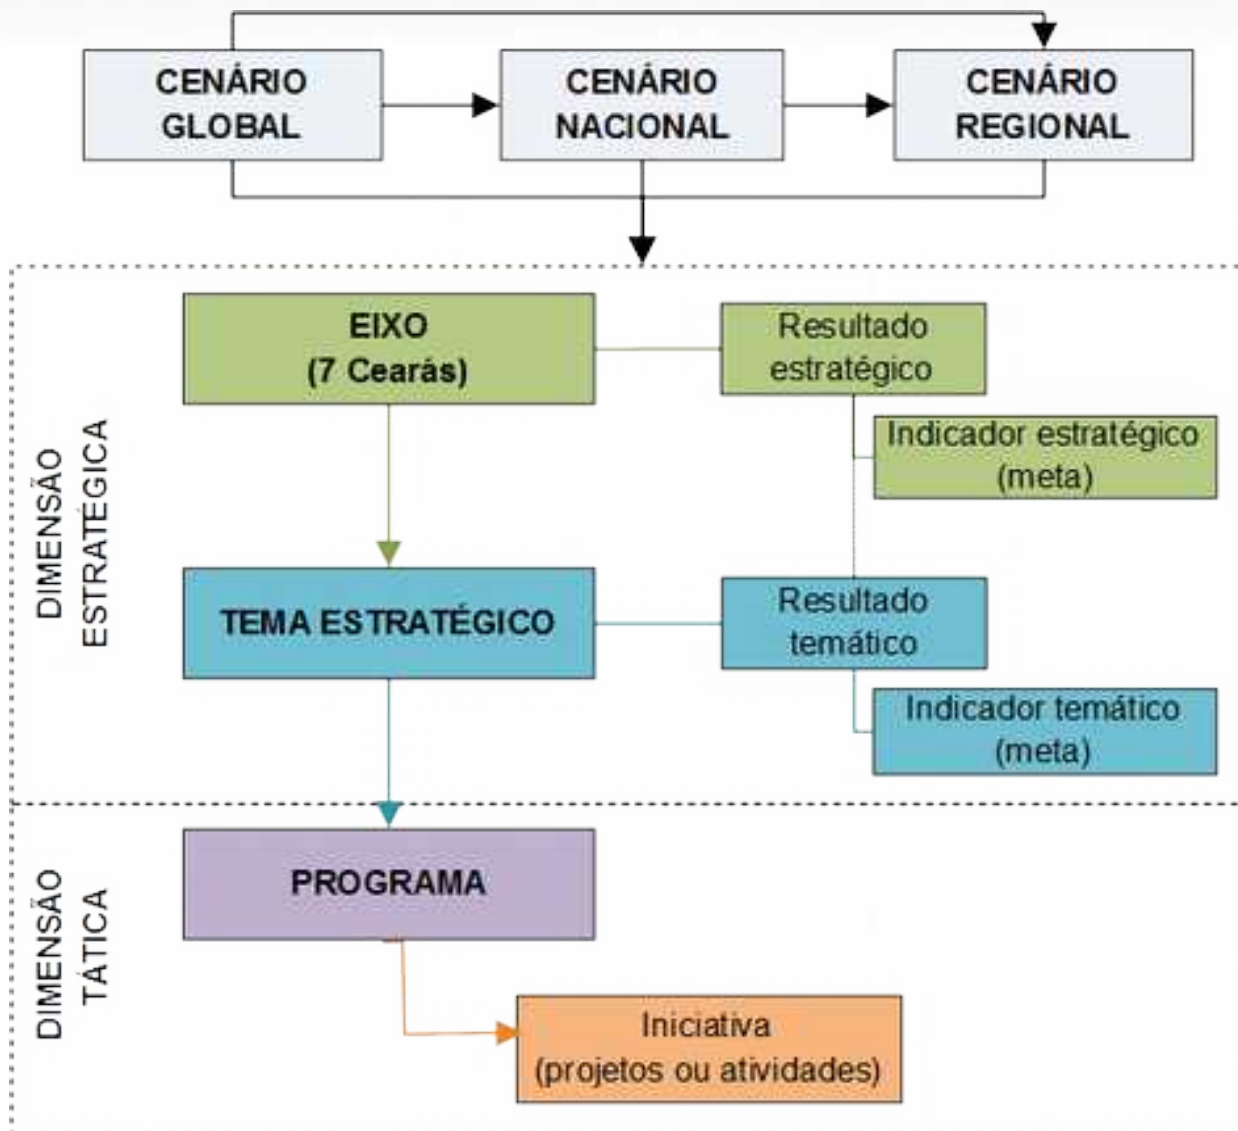 CENÁRIO
GLOBAL
CENÁRIO
NACIONAL
CENÁRIO
REGIONAL
DIMENSÃO
ESTRATÉGICA
EIXO
(7 Cearás)
Resultado
estratégico
Indicador estratégico
(meta)
TEMA ESTRATÉGICO
Resultado
temático
Indicador temático
(meta)
DIMENSÃO
TÁTICA
PROGRAMA
Iniciativa
(projetos ou atividades)